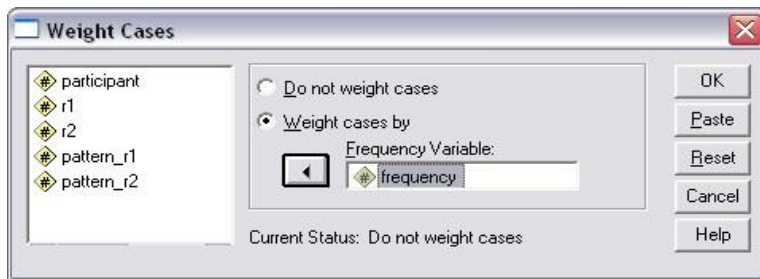 Weight Cases
participant
r1
r2
pattern_r1
pattern_r2
Do not weight cases
Weight cases by
Frequency Variable:
frequency
Current Status: Do not weight cases
OK
Paste
Reset
Cancel
Help